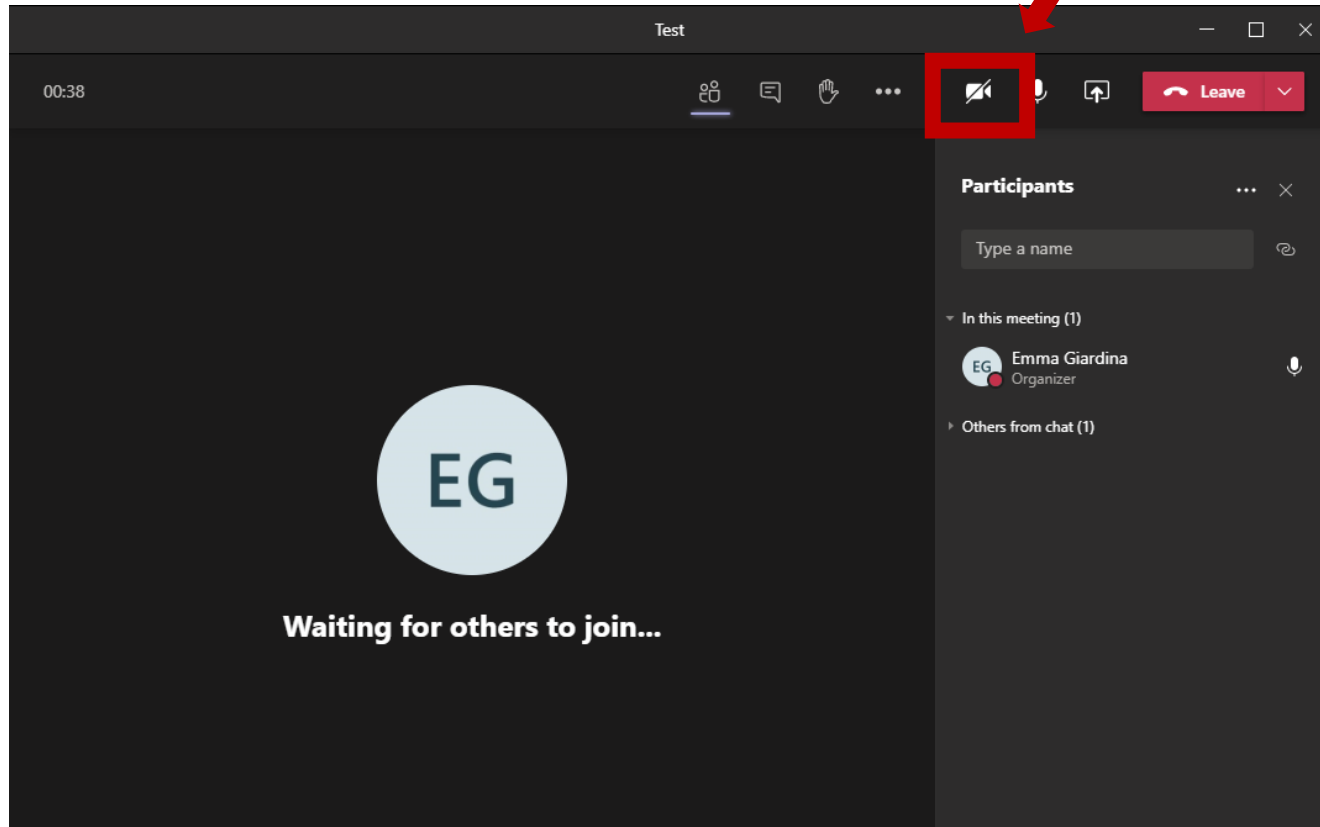 Test
00:38
Leave
Participants
Type a name
In this meeting (1)
EG
Emma Giardina
Organizer
Others from chat (1)
EG
Waiting for others to join...